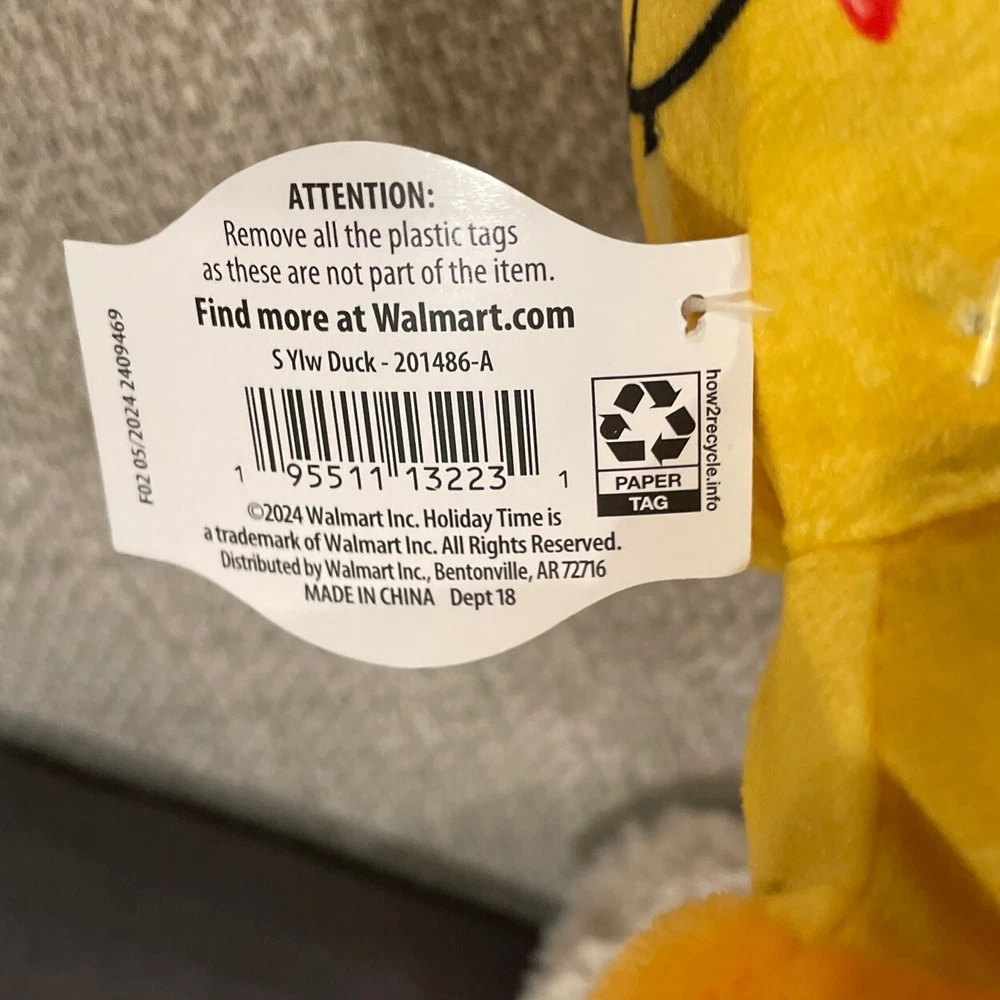 ATTENTION:
Remove all the plastic tags
as these are not part of the item.
Find more at Walmart.com
S Ylw Duck - 201486-A
1 95511 13223 1
©2024 Walmart Inc. Holiday Time is
a trademark of Walmart Inc. All Rights Reserved.
Distributed by Walmart Inc., Bentonville, AR 72716
MADE IN CHINA Dept 18
F02 05/2024 2409469
PAPER
TAG
how2recycle.info